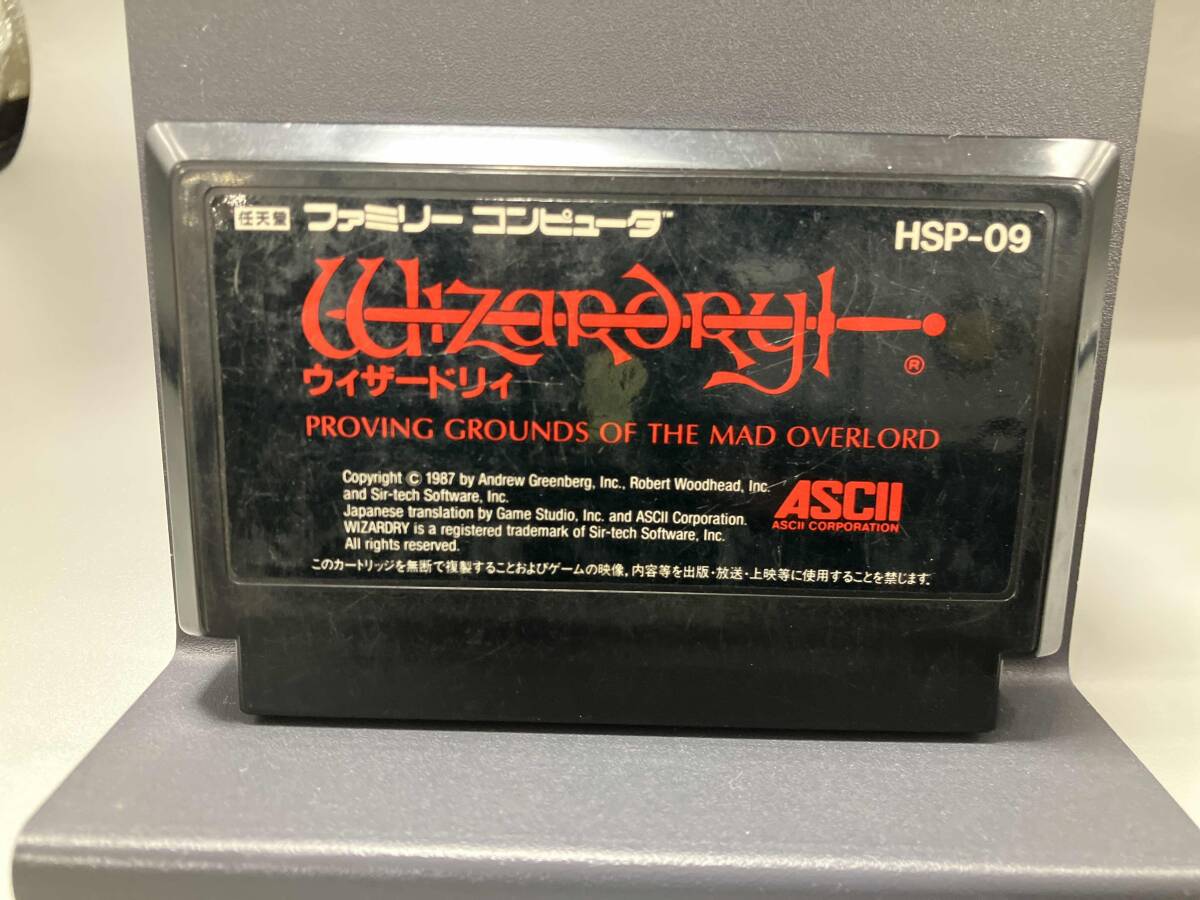 任天堂 ファミリー コンピュータ™ HSP-09
Wizardry®
ウィザードリィ
PROVING GROUNDS OF THE MAD OVERLORD
Copyright © 1987 by Andrew Greenberg, Inc., Robert Woodhead, Inc.
and Sir-tech Software, Inc.
Japanese translation by Game Studio, Inc. and ASCII Corporation.
WIZARDRY is a registered trademark of Sir-tech Software, Inc.
All rights reserved.
ASCII
ASCII CORPORATION
このカートリッジを無断で複製することおよびゲームの映像,内容等を出版・放送・上映等に使用することを禁じます.